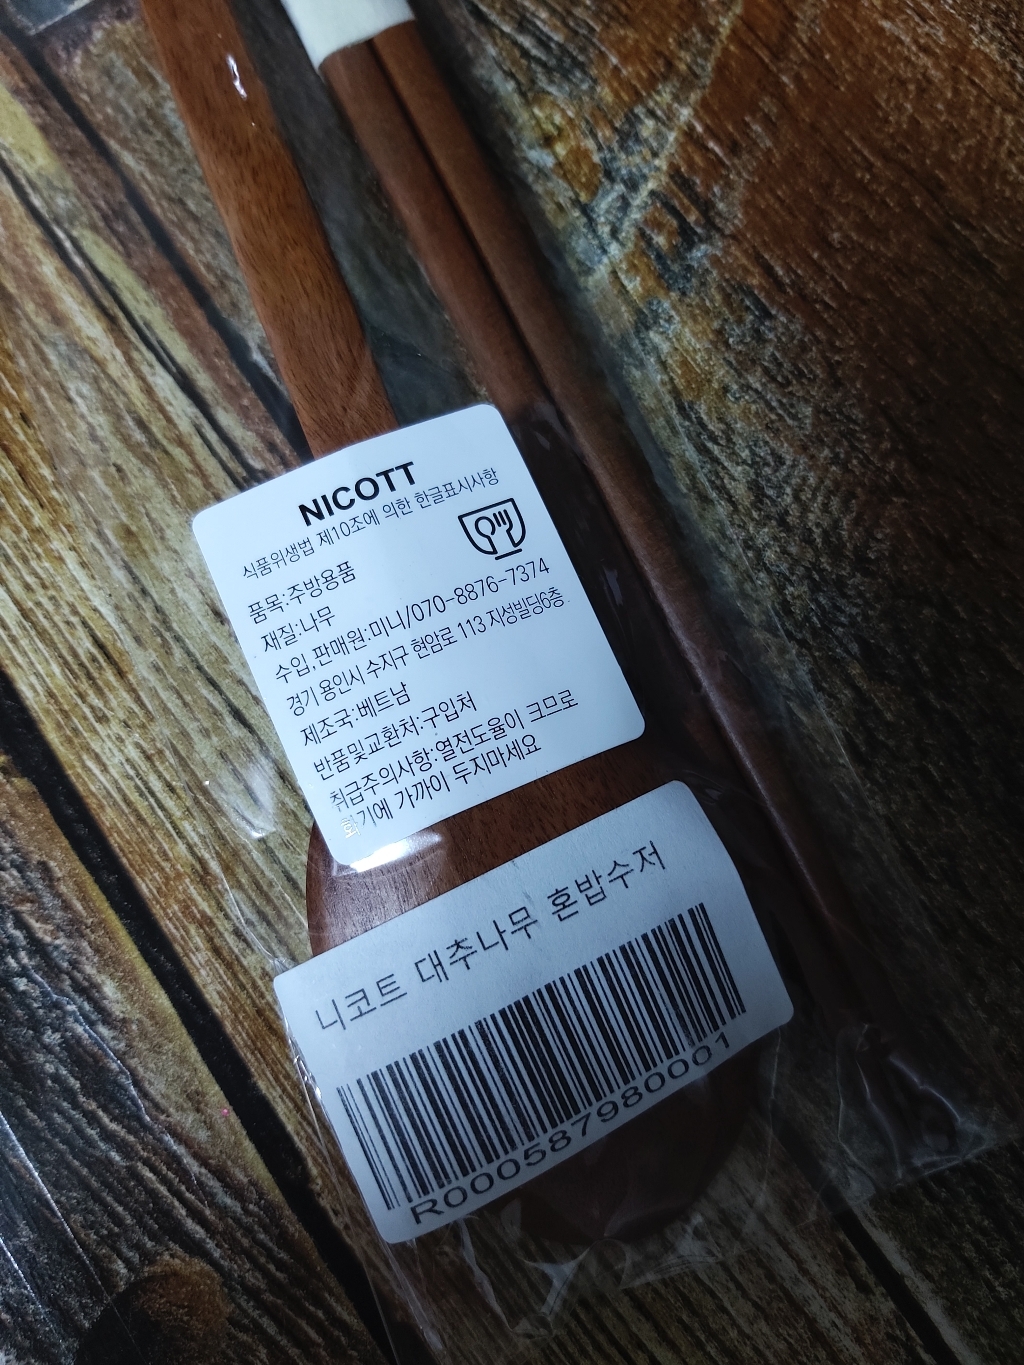 NICOTT
식품위생법 제10조에 의한 한글표시사항
품목:주방용품
재질:나무
수입,판매원:미니/070-8876-7374
경기 용인시 수지구 현암로 113 지성빌딩6층
제조국:베트남
반품및교환처:구입처
취급주의사항:열전도율이 크므로
화기에 가까이 두지마세요
니코트 대추나무 혼밥수저
R000587980001